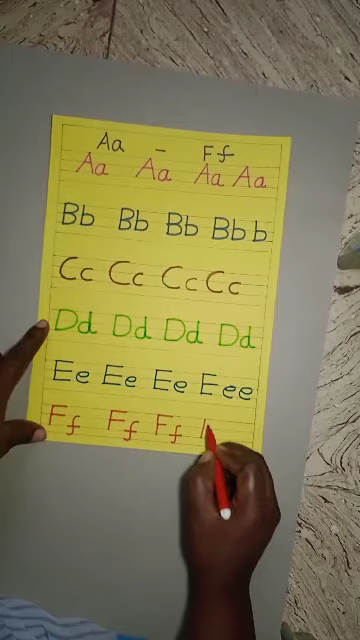 Aa - Ff
Aa Aa Aa Aa
Bb Bb Bb Bb b
Cc Cc Cc Cc
Dd Dd Dd Dd
Ee Ee Ee Eee
Ff Ff Ff